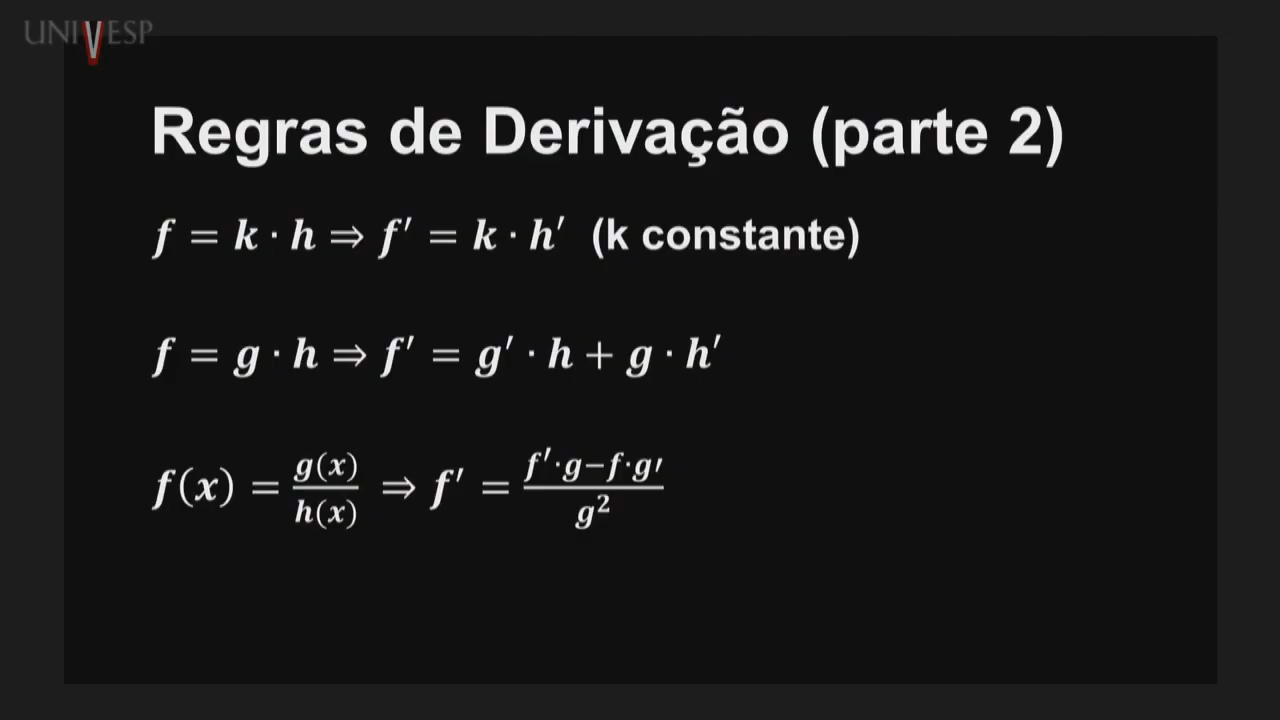 UNIVESP
Regras de Derivação (parte 2)
f = k · h ⇒ f′ = k · h′ (k constante)
f = g · h ⇒ f′ = g′ · h + g · h′
f(x) = g(x)/h(x) ⇒ f′ = f′·g−f·g′/g²